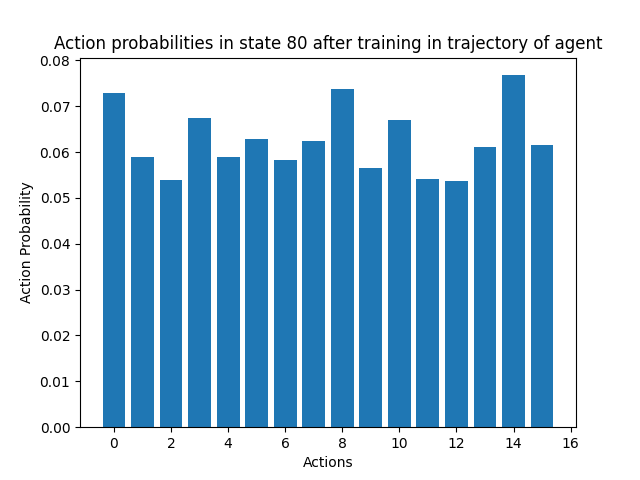 Action probabilities in state 80 after training in trajectory of agent
0.08
0.07
0.06
0.05
0.04
0.03
0.02
0.01
0.00
Action Probability
0 2 4 6 8 10 12 14 16
Actions